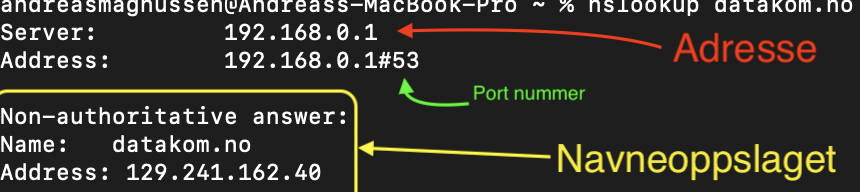 andreasmagnussen@Andreass-MacBook-Pro ~ % nslookup datakom.no
Server: 192.168.0.1
Adresse
Address: 192.168.0.1#53
Port nummer
Non-authoritative answer:
Name: datakom.no
Navneoppslaget
Address: 129.241.162.40